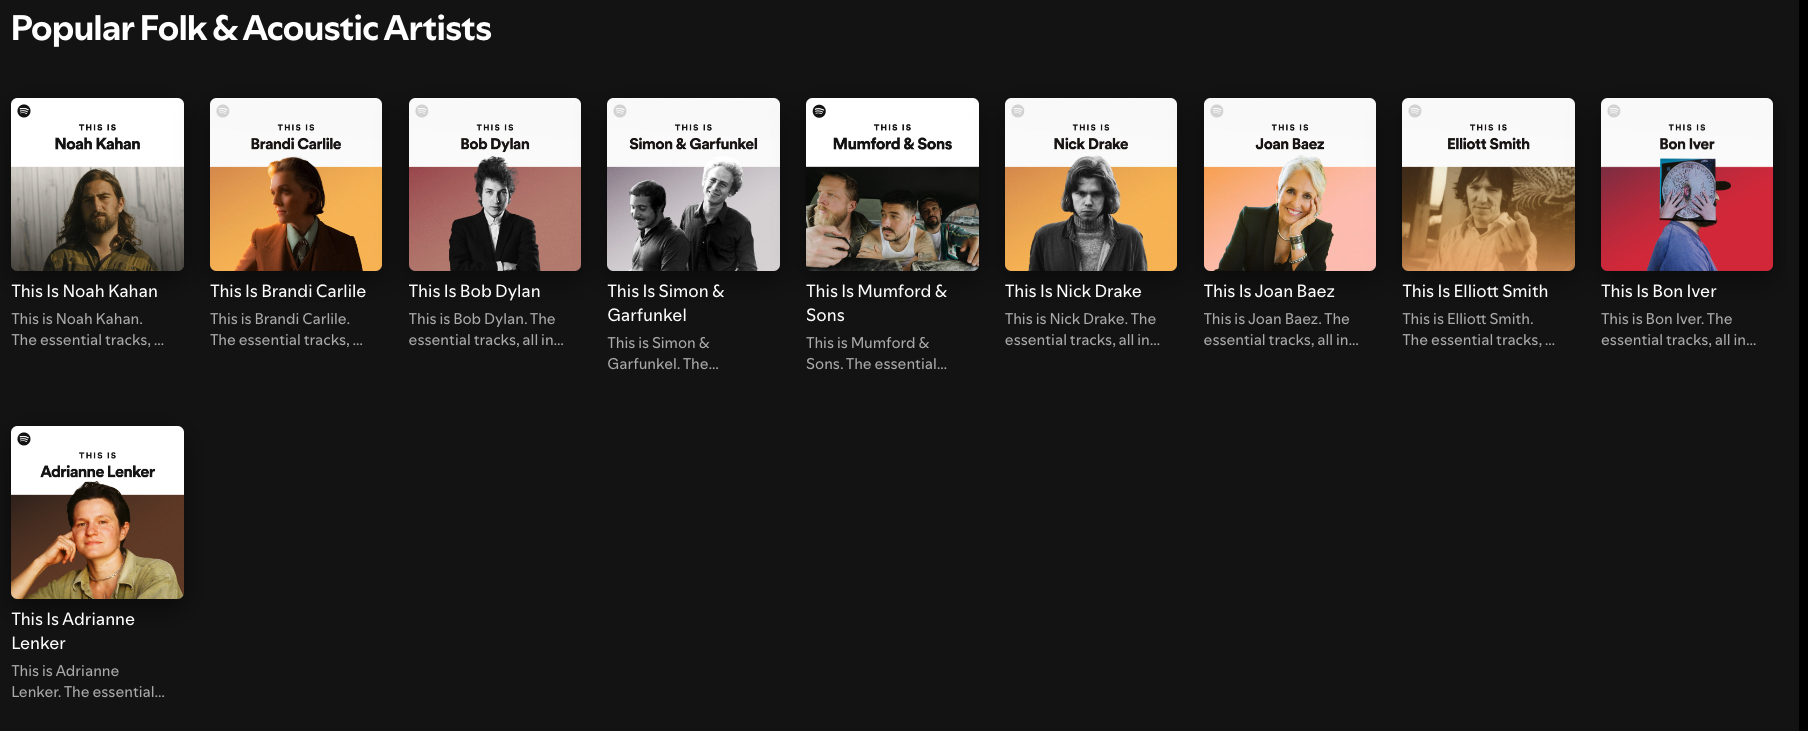 Popular Folk & Acoustic Artists
THIS IS
Noah Kahan
This Is Noah Kahan
This is Noah Kahan.
The essential tracks, ...
THIS IS
Brandi Carlile
This Is Brandi Carlile
This is Brandi Carlile.
The essential tracks, ...
THIS IS
Bob Dylan
This Is Bob Dylan
This is Bob Dylan. The
essential tracks, all in...
THIS IS
Simon & Garfunkel
This Is Simon &
Garfunkel
This is Simon &
Garfunkel. The...
THIS IS
Mumford & Sons
This Is Mumford &
Sons
This is Mumford &
Sons. The essential...
THIS IS
Nick Drake
This Is Nick Drake
This is Nick Drake. The
essential tracks, all in...
THIS IS
Joan Baez
This Is Joan Baez
This is Joan Baez. The
essential tracks, all in...
THIS IS
Elliott Smith
This Is Elliott Smith
This is Elliott Smith.
The essential tracks, ...
THIS IS
Bon Iver
This Is Bon Iver
This is Bon Iver. The
essential tracks, all in...
THIS IS
Adrianne Lenker
This Is Adrianne
Lenker
This is Adrianne
Lenker. The essential...